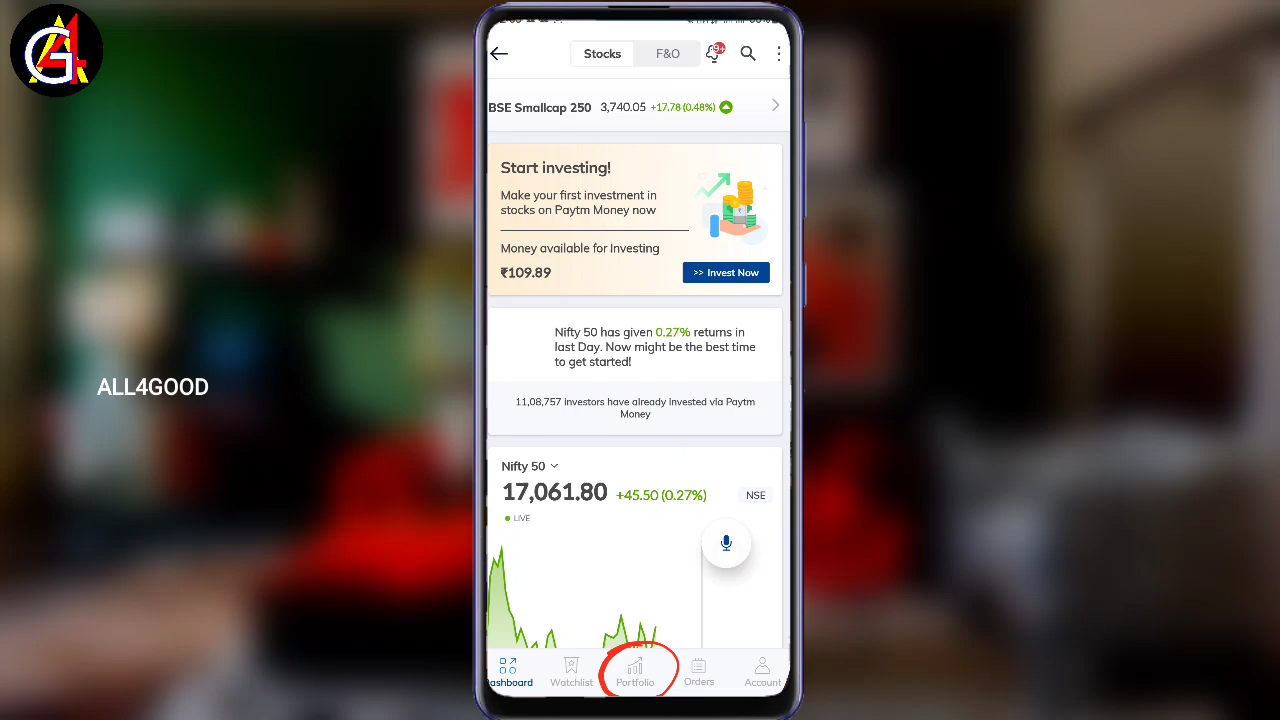 Stocks F&O 9+
BSE Smallcap 250 3,740.05 +17.78 (0.48%)
Start investing!
Make your first investment in
stocks on Paytm Money now
Money available for Investing
₹109.89 >> Invest Now
Nifty 50 has given 0.27% returns in
last Day. Now might be the best time
to get started!
11,08,757 investors have already invested via Paytm
Money
Nifty 50
17,061.80 +45.50 (0.27%) NSE
LIVE
ashboard Watchlist Portfolio Orders Account
ALL4GOOD
G4